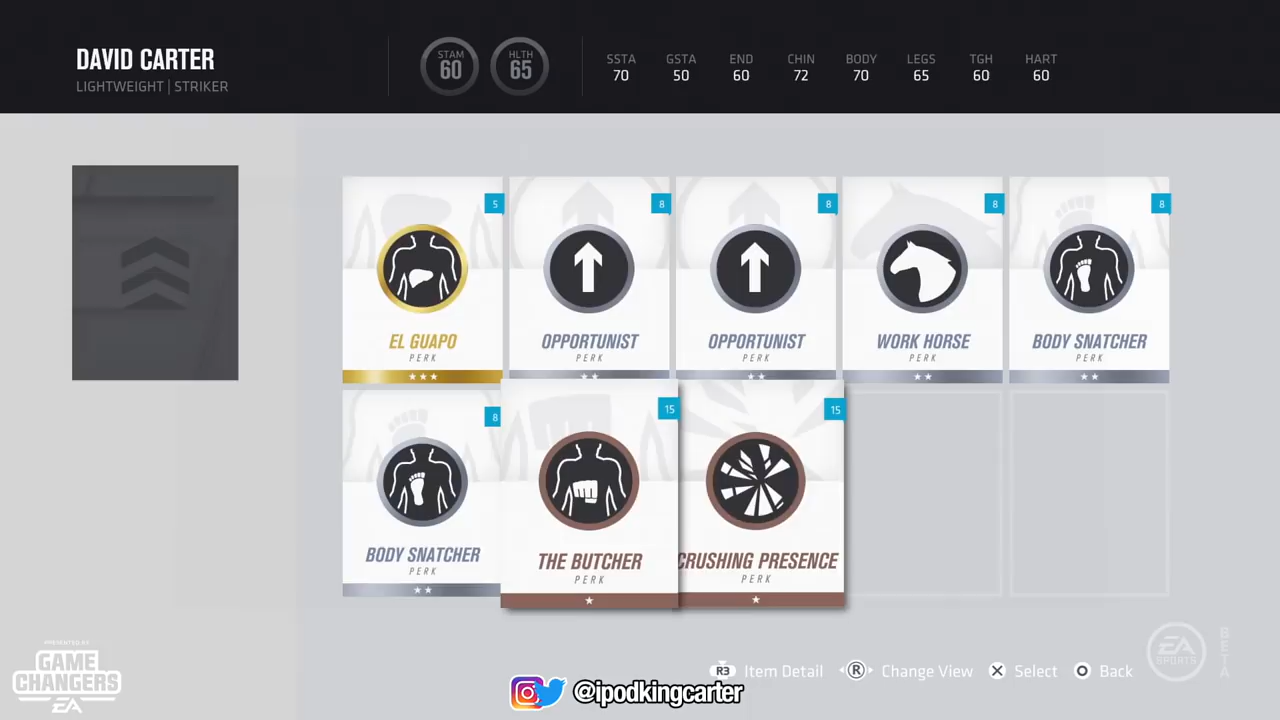 DAVID CARTER
LIGHTWEIGHT | STRIKER
STAM
60
HLTH
65
SSTA GSTA END CHIN BODY LEGS TGH HART
70 50 60 72 70 65 60 60
5 8 8 8 8
EL GUAPO OPPORTUNIST OPPORTUNIST WORK HORSE BODY SNATCHER
PERK PERK PERK PERK PERK
8 15 15
BODY SNATCHER THE BUTCHER CRUSHING PRESENCE
PERK PERK PERK
R3 Item Detail R Change View Select Back
EA
SPORTS
BETA
PRESENTED BY
GAME
CHANGERS
EA
@ipodkingcarter